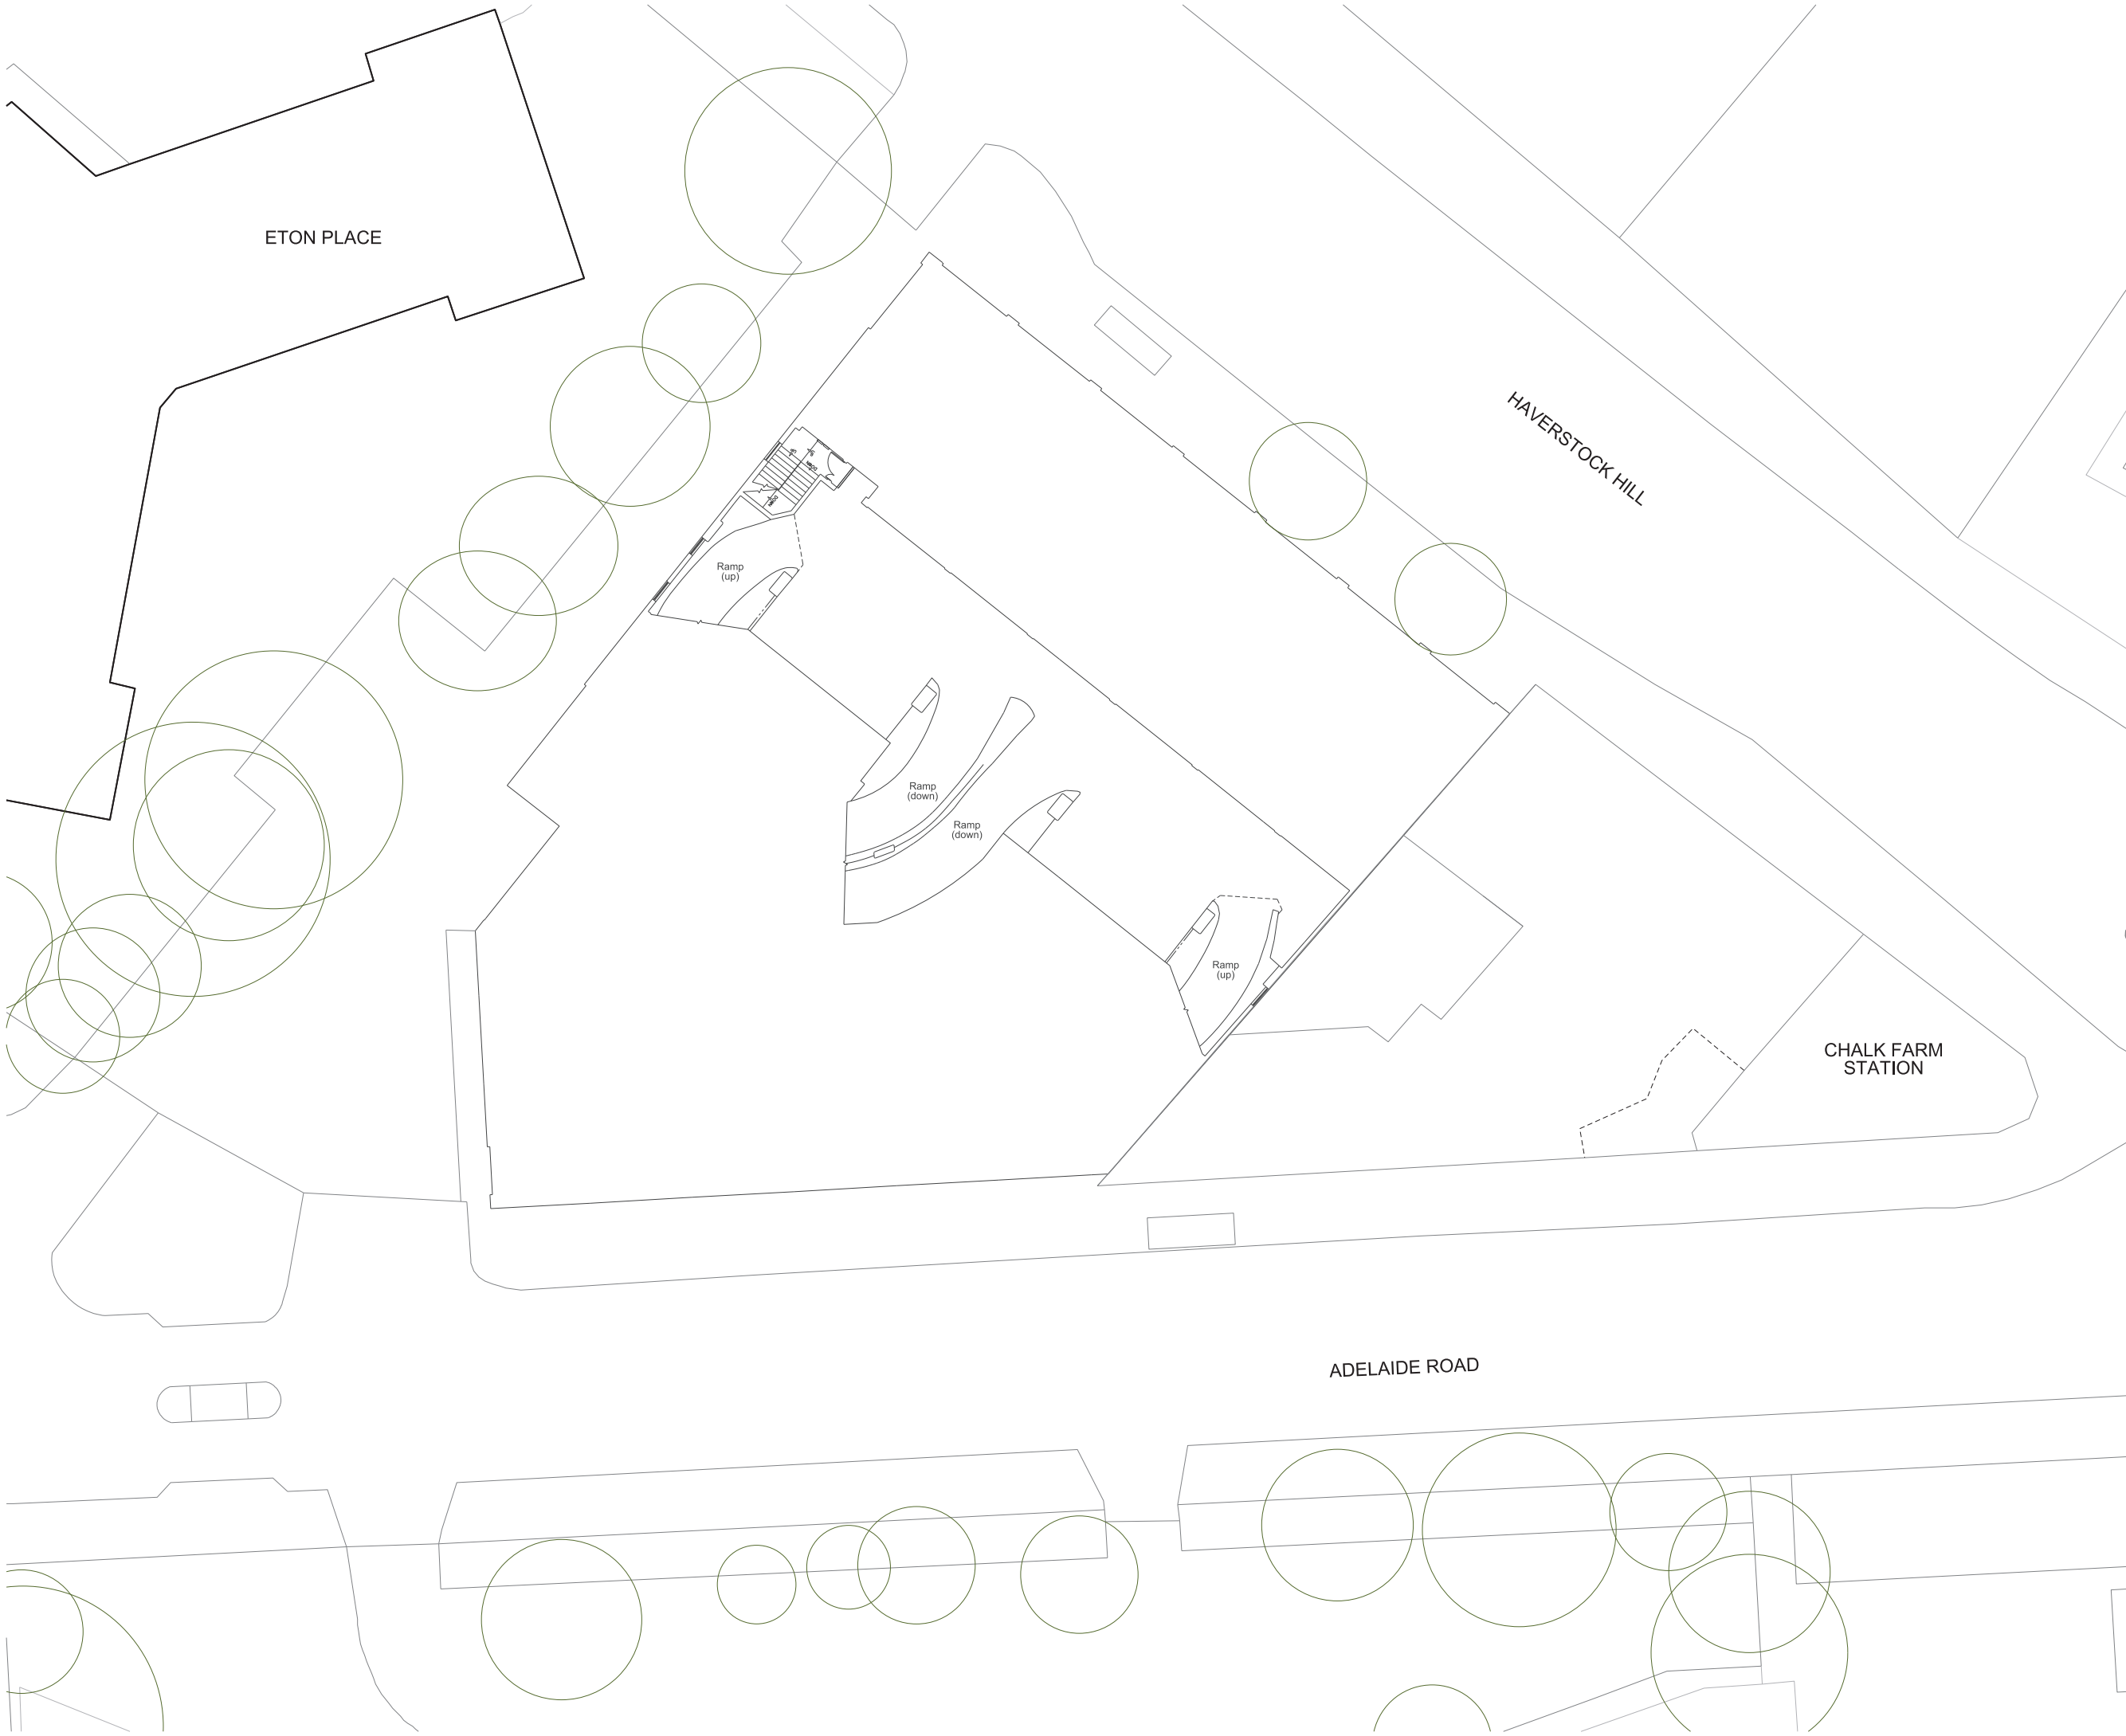 ETON PLACE
HAVERSTOCK HILL
Ramp
(up)
Ramp
(down)
Ramp
(down)
Ramp
(up)
CHALK FARM
STATION
ADELAIDE ROAD